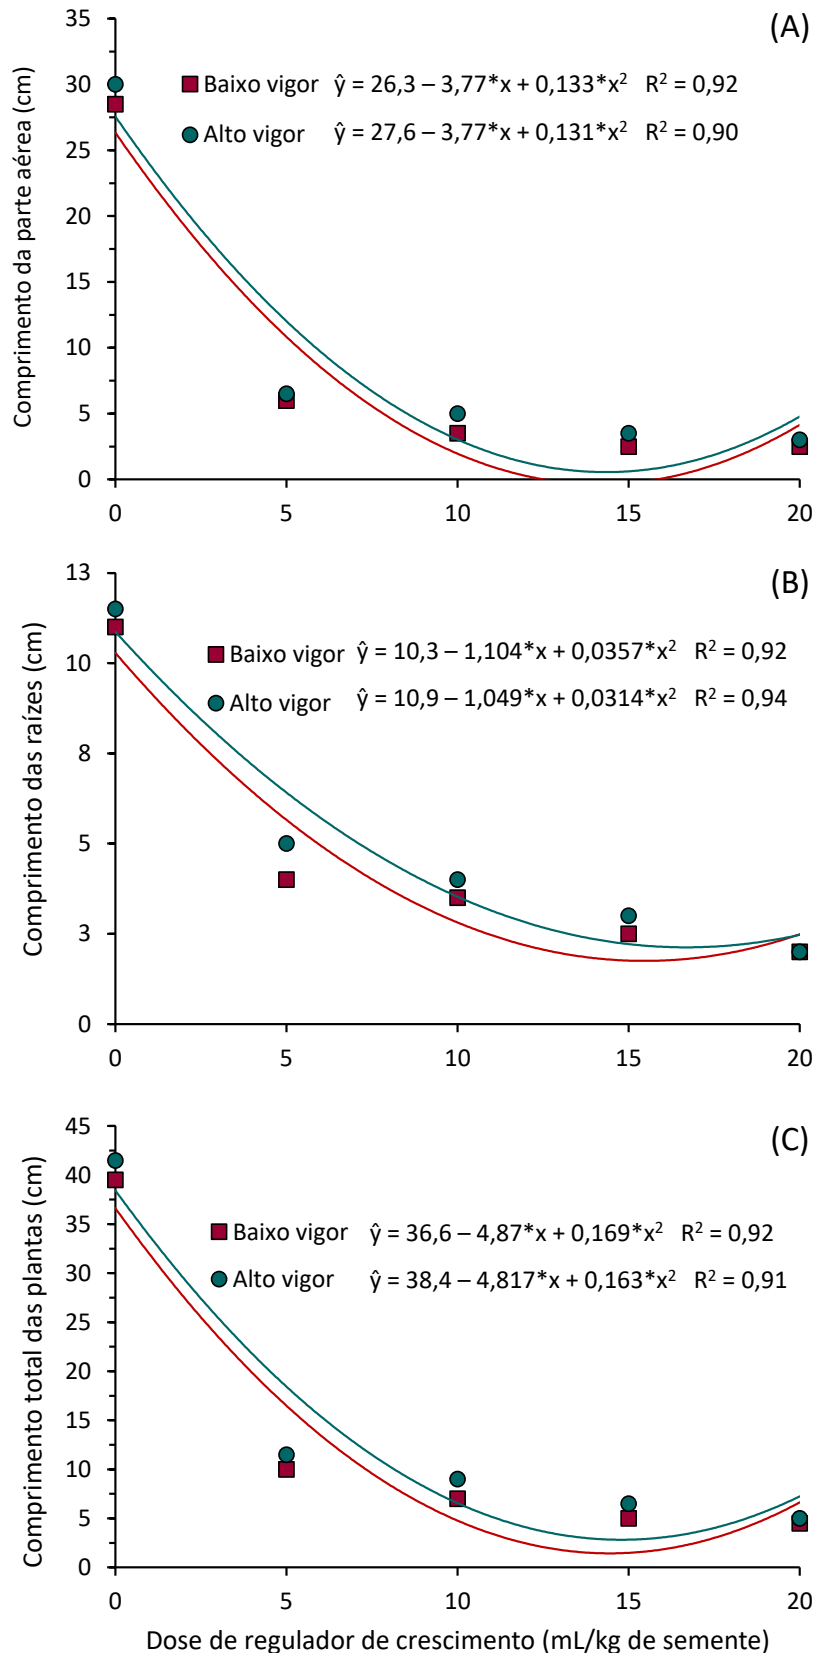 (A)
Comprimento da parte aérea (cm)
35
30
25
20
15
10
5
0
Baixo vigor ŷ = 26,3 – 3,77*x + 0,133*x² R² = 0,92
Alto vigor ŷ = 27,6 – 3,77*x + 0,131*x² R² = 0,90
0 5 10 15 20
(B)
Comprimento das raízes (cm)
13
10
8
5
3
0
Baixo vigor ŷ = 10,3 – 1,104*x + 0,0357*x² R² = 0,92
Alto vigor ŷ = 10,9 – 1,049*x + 0,0314*x² R² = 0,94
0 5 10 15 20
(C)
Comprimento total das plantas (cm)
45
40
35
30
25
20
15
10
5
0
Baixo vigor ŷ = 36,6 – 4,87*x + 0,169*x² R² = 0,92
Alto vigor ŷ = 38,4 – 4,817*x + 0,163*x² R² = 0,91
0 5 10 15 20
Dose de regulador de crescimento (mL/kg de semente)